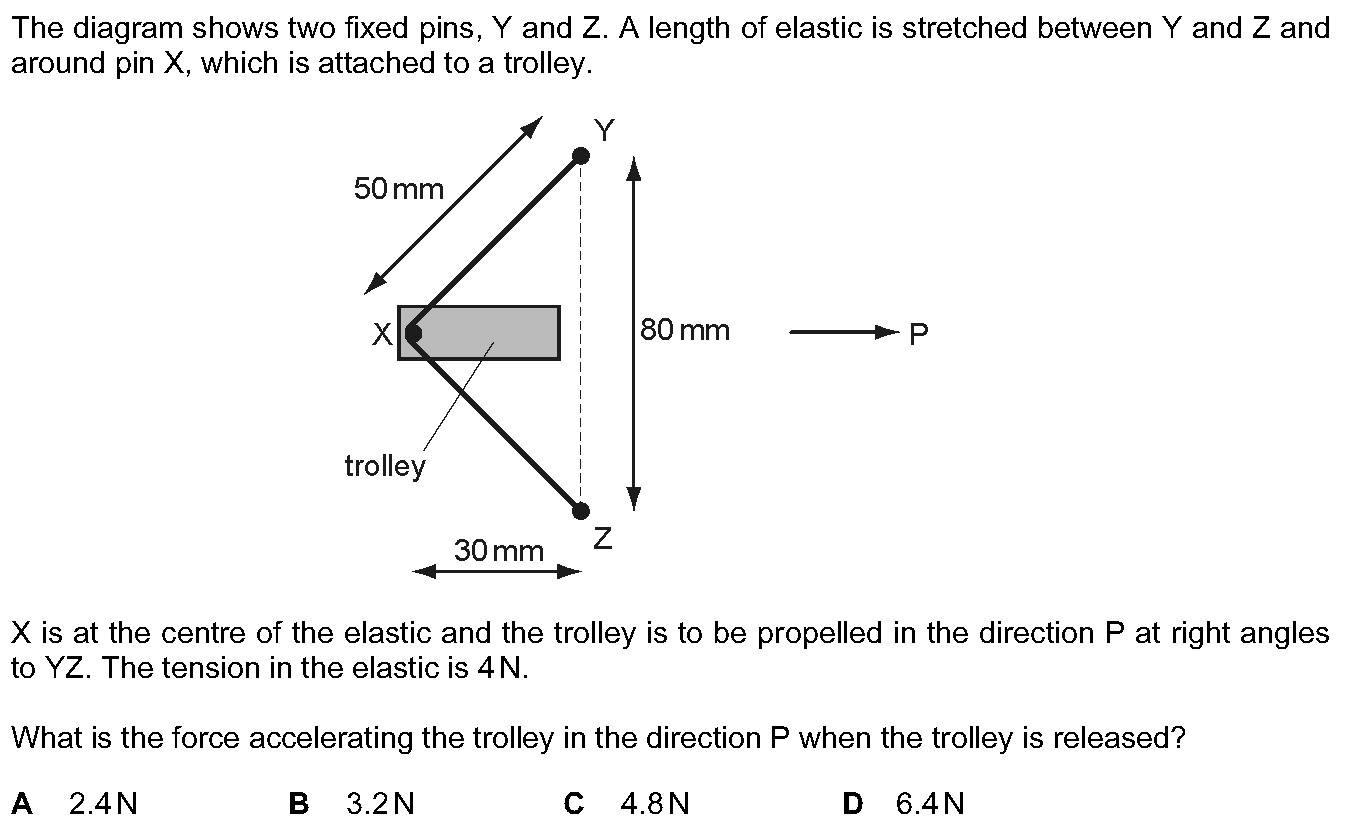 The diagram shows two fixed pins, Y and Z. A length of elastic is stretched between Y and Z and
around pin X, which is attached to a trolley.
Y
50 mm
X
80 mm
P
trolley
Z
30 mm
X is at the centre of the elastic and the trolley is to be propelled in the direction P at right angles
to YZ. The tension in the elastic is 4 N.
What is the force accelerating the trolley in the direction P when the trolley is released?
A 2.4 N B 3.2 N C 4.8 N D 6.4 N